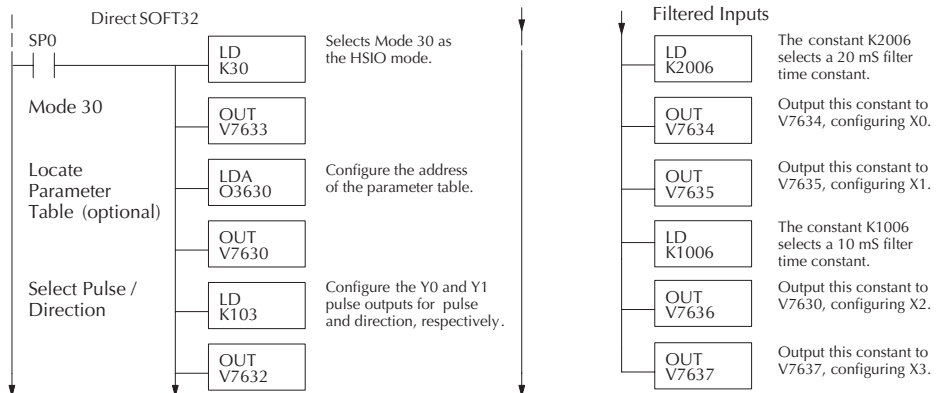 Direct SOFT32
SP0
LD
K30
Selects Mode 30 as
the HSIO mode.
Mode 30
OUT
V7633
Locate
Parameter
Table (optional)
LDA
O3630
Configure the address
of the parameter table.
OUT
V7630
Select Pulse /
Direction
LD
K103
Configure the Y0 and Y1
pulse outputs for pulse
and direction, respectively.
OUT
V7632
Filtered Inputs
LD
K2006
The constant K2006
selects a 20 mS filter
time constant.
OUT
V7634
Output this constant to
V7634, configuring X0.
OUT
V7635
Output this constant to
V7635, configuring X1.
LD
K1006
The constant K1006
selects a 10 mS filter
time constant.
OUT
V7636
Output this constant to
V7630, configuring X2.
OUT
V7637
Output this constant to
V7637, configuring X3.